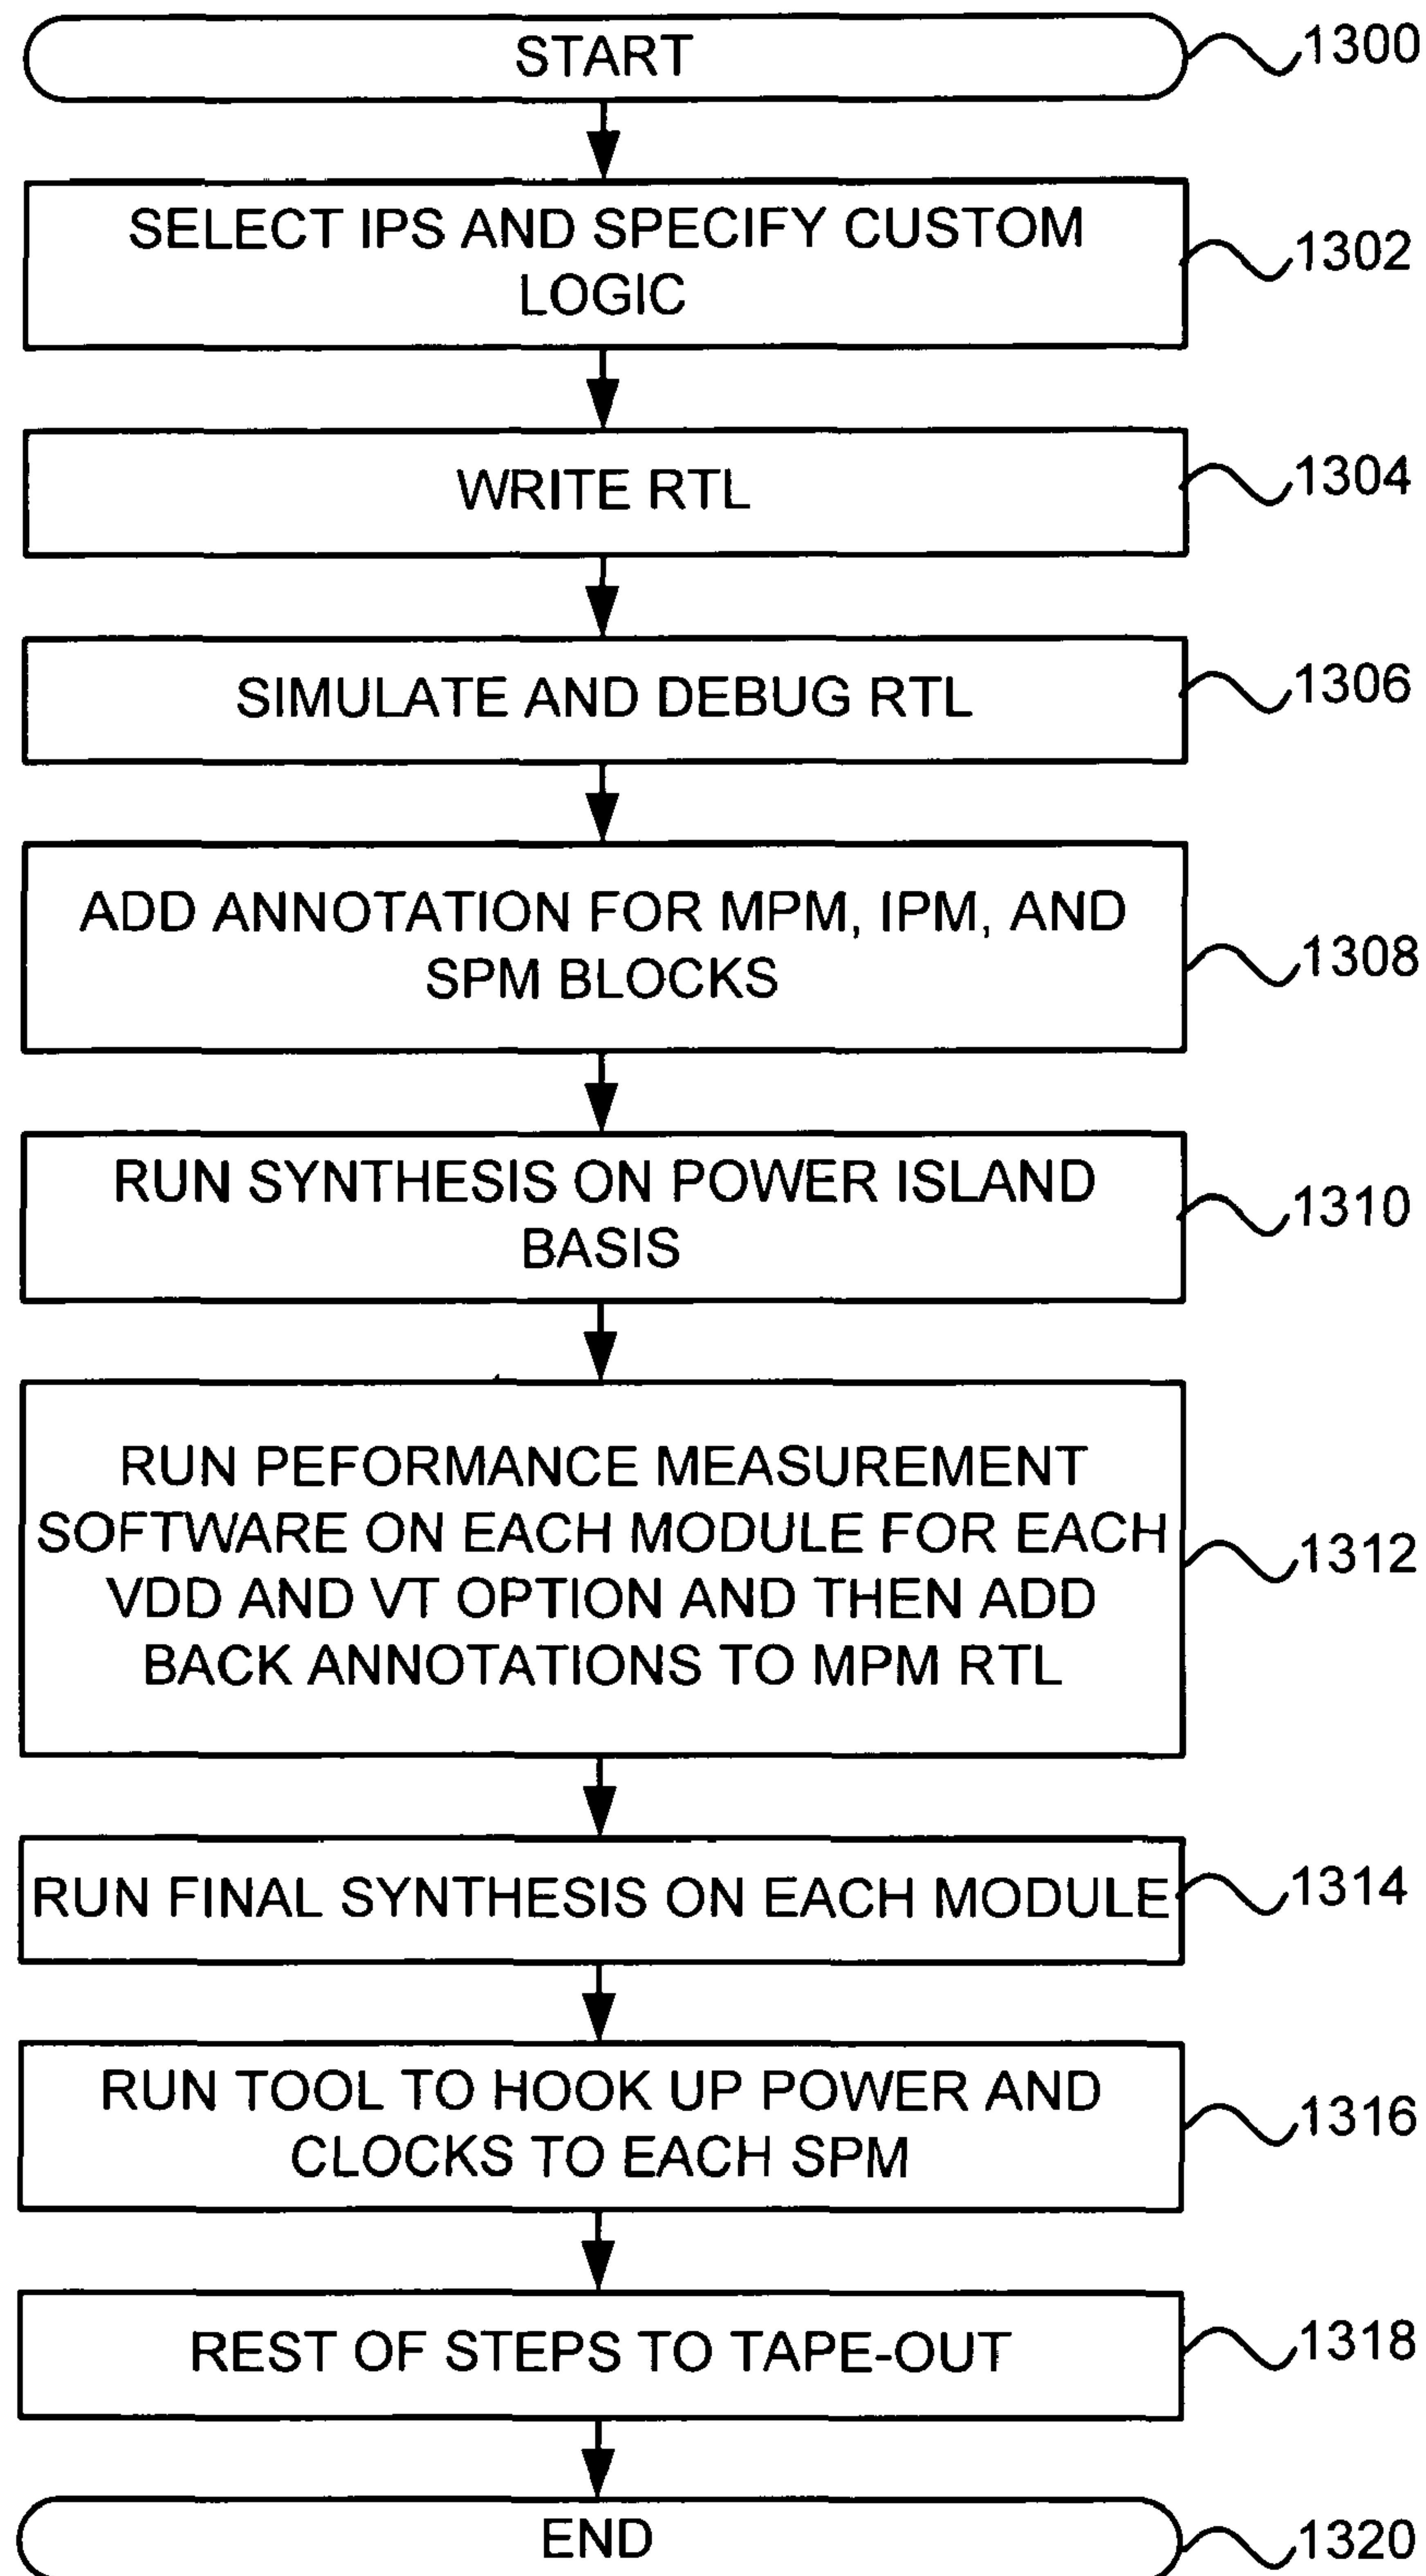 START
1300
SELECT IPS AND SPECIFY CUSTOM
LOGIC
1302
WRITE RTL
1304
SIMULATE AND DEBUG RTL
1306
ADD ANNOTATION FOR MPM, IPM, AND
SPM BLOCKS
1308
RUN SYNTHESIS ON POWER ISLAND
BASIS
1310
RUN PEFORMANCE MEASUREMENT
SOFTWARE ON EACH MODULE FOR EACH
VDD AND VT OPTION AND THEN ADD
BACK ANNOTATIONS TO MPM RTL
1312
RUN FINAL SYNTHESIS ON EACH MODULE
1314
RUN TOOL TO HOOK UP POWER AND
CLOCKS TO EACH SPM
1316
REST OF STEPS TO TAPE-OUT
1318
END
1320